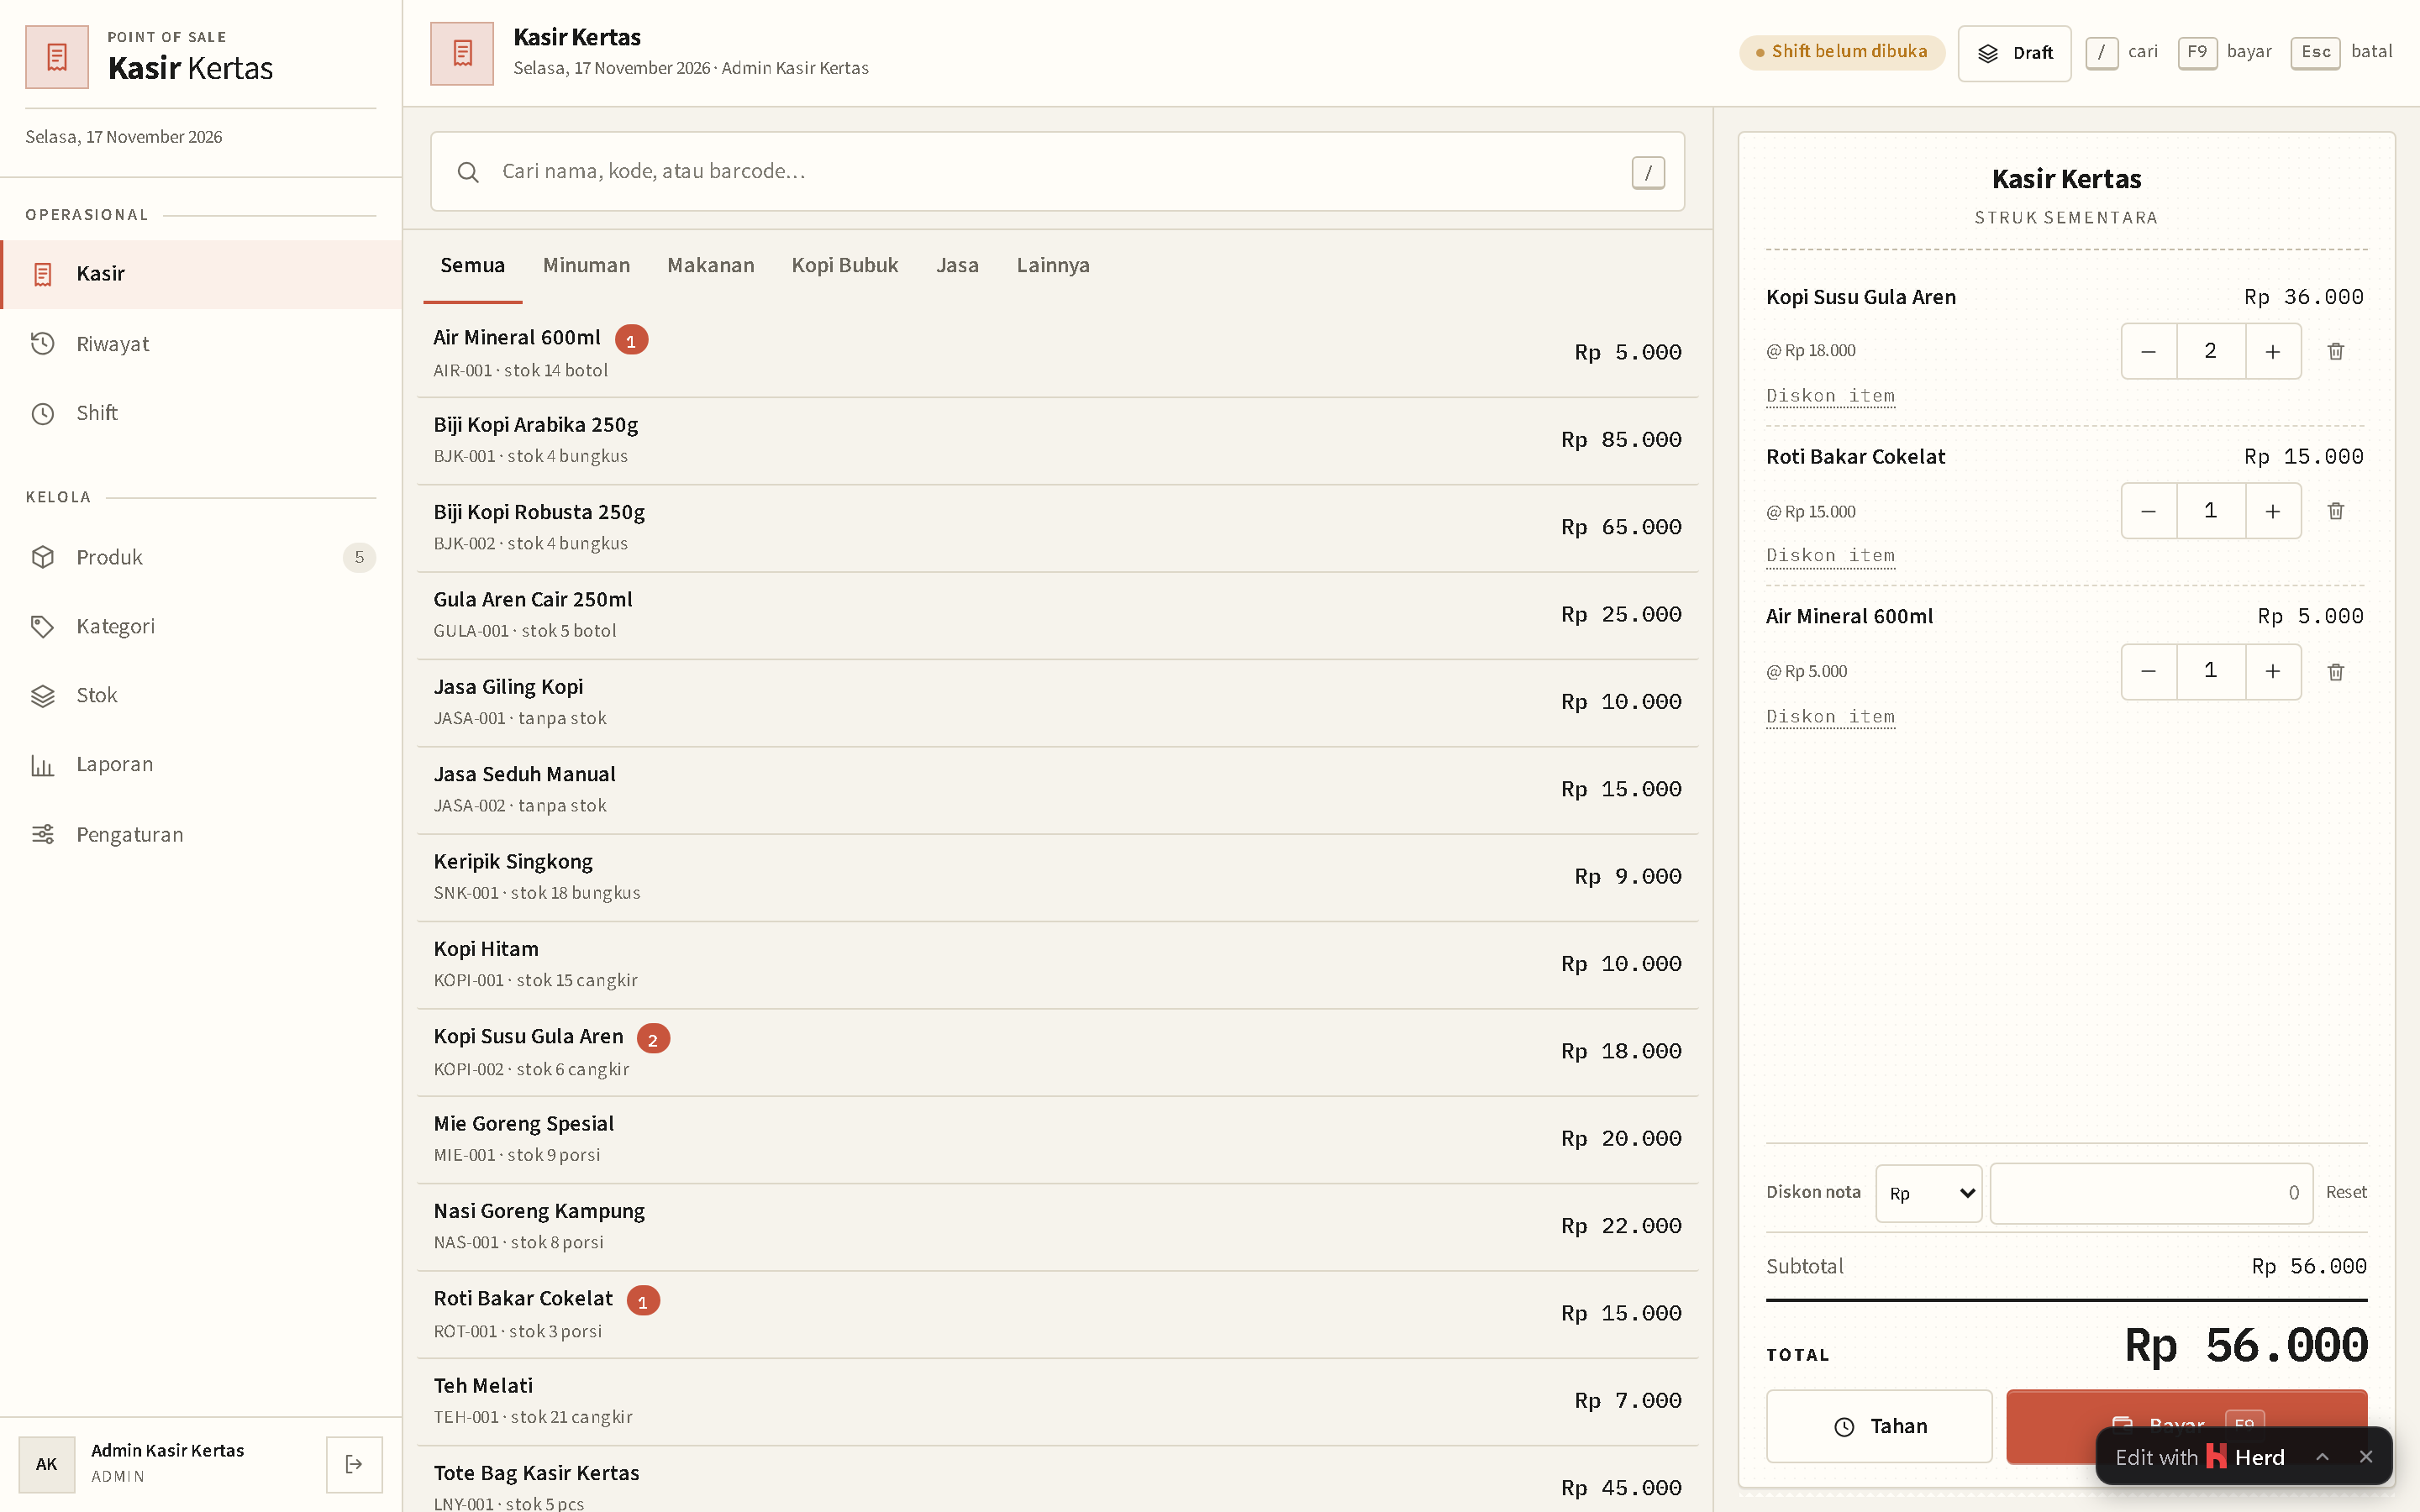 POINT OF SALE
Kasir Kertas
Selasa, 17 November 2026
OPERASIONAL
Kasir
Riwayat
Shift
KELOLA
Produk 5
Kategori
Stok
Laporan
Pengaturan
AK
Admin Kasir Kertas
ADMIN
Kasir Kertas
Selasa, 17 November 2026 · Admin Kasir Kertas
Shift belum dibuka
Draft
/ cari
F9 bayar
Esc batal
Cari nama, kode, atau barcode... /
Semua Minuman Makanan Kopi Bubuk Jasa Lainnya
Air Mineral 600ml 1
AIR-001 · stok 14 botol
Rp 5.000
Biji Kopi Arabika 250g
BJK-001 · stok 4 bungkus
Rp 85.000
Biji Kopi Robusta 250g
BJK-002 · stok 4 bungkus
Rp 65.000
Gula Aren Cair 250ml
GULA-001 · stok 5 botol
Rp 25.000
Jasa Giling Kopi
JASA-001 · tanpa stok
Rp 10.000
Jasa Seduh Manual
JASA-002 · tanpa stok
Rp 15.000
Keripik Singkong
SNK-001 · stok 18 bungkus
Rp 9.000
Kopi Hitam
KOPI-001 · stok 15 cangkir
Rp 10.000
Kopi Susu Gula Aren 2
KOPI-002 · stok 6 cangkir
Rp 18.000
Mie Goreng Spesial
MIE-001 · stok 9 porsi
Rp 20.000
Nasi Goreng Kampung
NAS-001 · stok 8 porsi
Rp 22.000
Roti Bakar Cokelat 1
ROT-001 · stok 3 porsi
Rp 15.000
Teh Melati
TEH-001 · stok 21 cangkir
Rp 7.000
Tote Bag Kasir Kertas
LNY-001 · stok 5 pcs
Rp 45.000
Kasir Kertas
STRUK SEMENTARA
Kopi Susu Gula Aren Rp 36.000
@ Rp 18.000 − 2 +
Diskon item
Roti Bakar Cokelat Rp 15.000
@ Rp 15.000 − 1 +
Diskon item
Air Mineral 600ml Rp 5.000
@ Rp 5.000 − 1 +
Diskon item
Diskon nota Rp 0 Reset
Subtotal Rp 56.000
TOTAL Rp 56.000
Tahan
Bayar F9
Edit with Herd